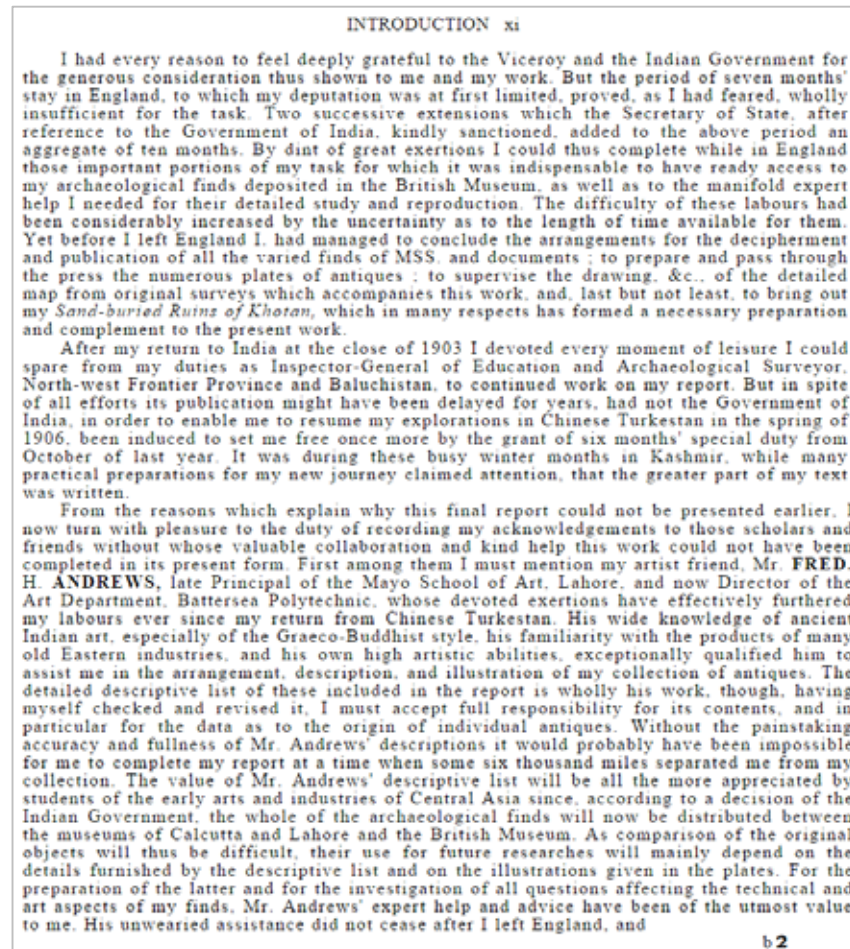 INTRODUCTION xi
I had every reason to feel deeply grateful to the Viceroy and the Indian Government for
the generous consideration thus shown to me and my work. But the period of seven months'
stay in England, to which my deputation was at first limited, proved, as I had feared, wholly
insufficient for the task. Two successive extensions which the Secretary of State, after
reference to the Government of India, kindly sanctioned, added to the above period an
aggregate of ten months. By dint of great exertions I could thus complete while in England
those important portions of my task for which it was indispensable to have ready access to
my archaeological finds deposited in the British Museum, as well as to the manifold expert
help I needed for their detailed study and reproduction. The difficulty of these labours had
been considerably increased by the uncertainty as to the length of time available for them.
Yet before I left England I. had managed to conclude the arrangements for the decipherment
and publication of all the varied finds of MSS. and documents ; to prepare and pass through
the press the numerous plates of antiques ; to supervise the drawing, &c., of the detailed
map from original surveys which accompanies this work, and, last but not least, to bring out
my Sand-buried Ruins of Khotan, which in many respects has formed a necessary preparation
and complement to the present work.
After my return to India at the close of 1903 I devoted every moment of leisure I could
spare from my duties as Inspector-General of Education and Archaeological Surveyor,
North-west Frontier Province and Baluchistan, to continued work on my report. But in spite
of all efforts its publication might have been delayed for years, had not the Government of
India, in order to enable me to resume my explorations in Chinese Turkestan in the spring of
1906, been induced to set me free once more by the grant of six months' special duty from
October of last year. It was during these busy winter months in Kashmir, while many
practical preparations for my new journey claimed attention, that the greater part of my text
was written.
From the reasons which explain why this final report could not be presented earlier, I
now turn with pleasure to the duty of recording my acknowledgements to those scholars and
friends without whose valuable collaboration and kind help this work could not have been
completed in its present form. First among them I must mention my artist friend, Mr. FRED.
H. ANDREWS, late Principal of the Mayo School of Art, Lahore, and now Director of the
Art Department, Battersea Polytechnic, whose devoted exertions have effectively furthered
my labours ever since my return from Chinese Turkestan. His wide knowledge of ancient
Indian art, especially of the Graeco-Buddhist style, his familiarity with the products of many
old Eastern industries, and his own high artistic abilities, exceptionally qualified him to
assist me in the arrangement, description, and illustration of my collection of antiques. The
detailed descriptive list of these included in the report is wholly his work, though, having
myself checked and revised it, I must accept full responsibility for its contents, and in
particular for the data as to the origin of individual antiques. Without the painstaking
accuracy and fullness of Mr. Andrews' descriptions it would probably have been impossible
for me to complete my report at a time when some six thousand miles separated me from my
collection. The value of Mr. Andrews' descriptive list will be all the more appreciated by
students of the early arts and industries of Central Asia since, according to a decision of the
Indian Government, the whole of the archaeological finds will now be distributed between
the museums of Calcutta and Lahore and the British Museum. As comparison of the original
objects will thus be difficult, their use for future researches will mainly depend on the
details furnished by the descriptive list and on the illustrations given in the plates. For the
preparation of the latter and for the investigation of all questions affecting the technical and
art aspects of my finds, Mr. Andrews' expert help and advice have been of the utmost value
to me. His unwearied assistance did not cease after I left England, and
b 2